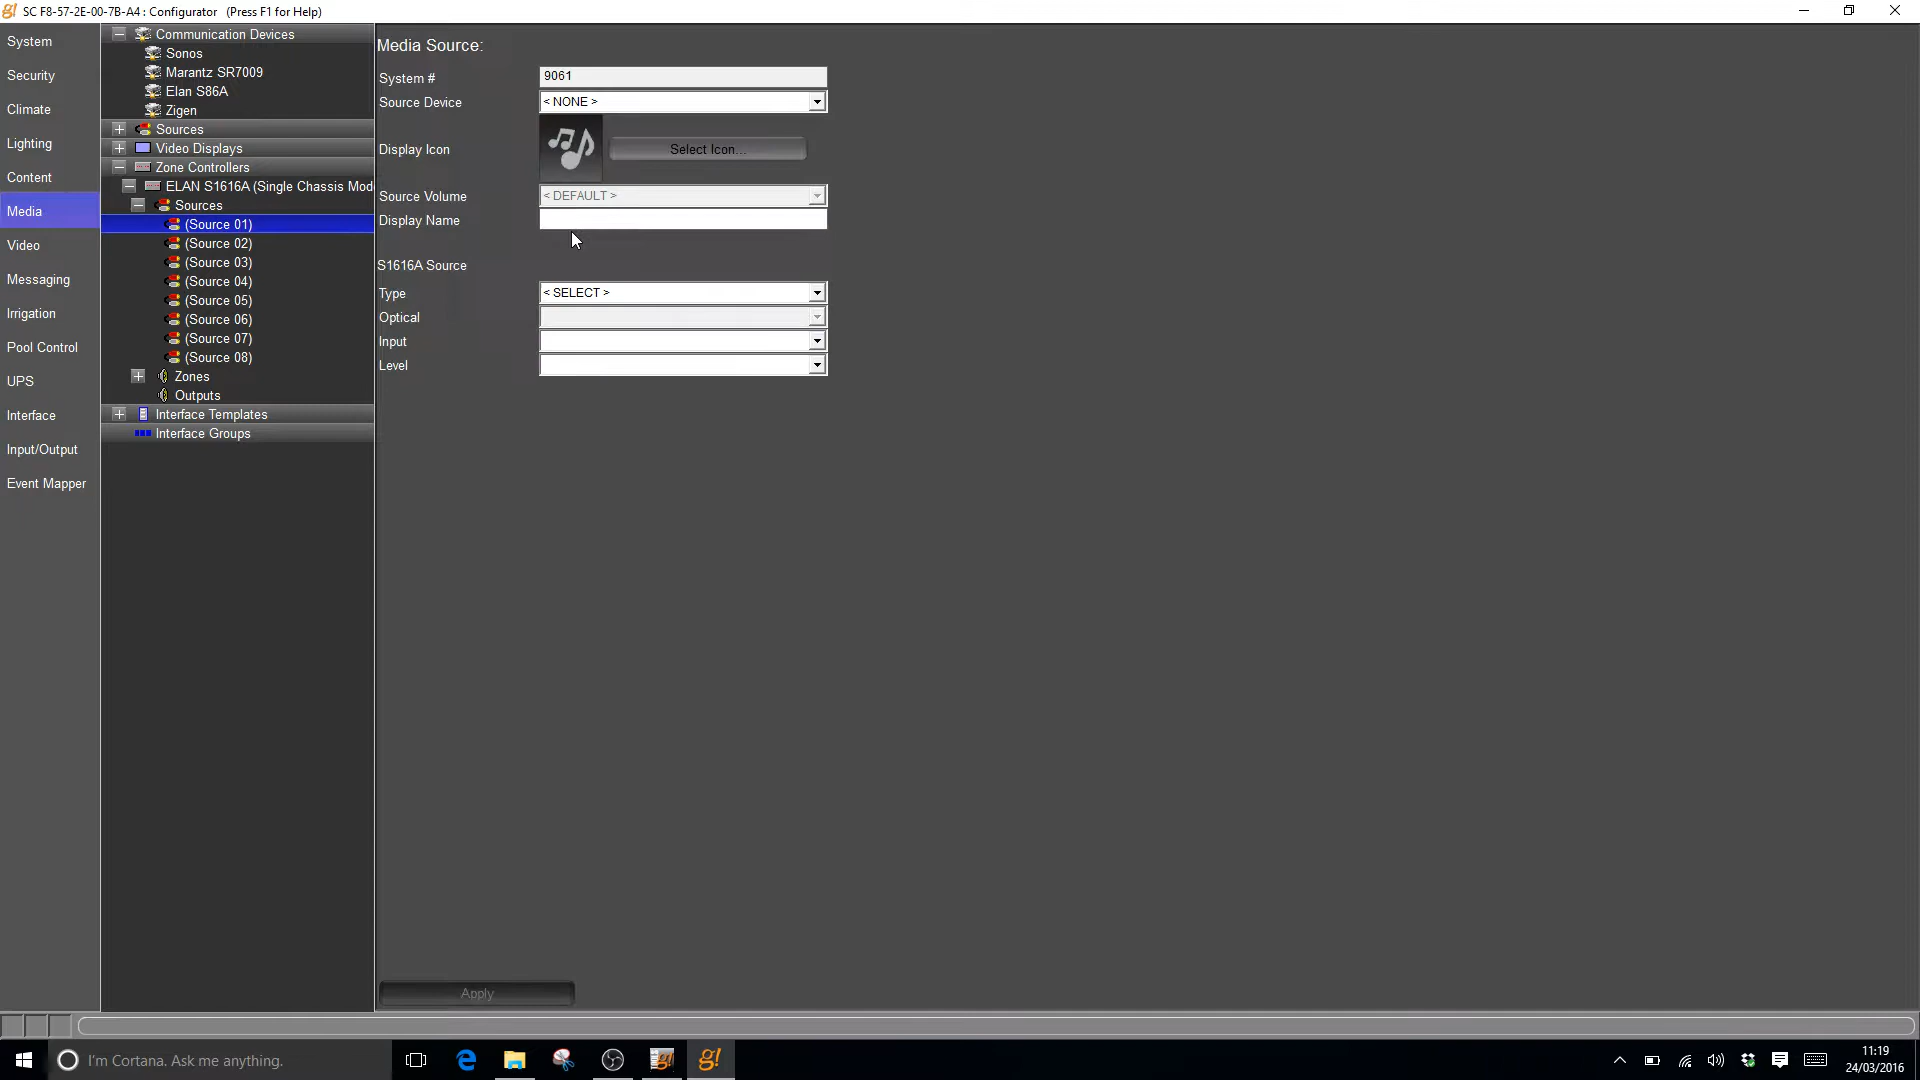 g! SC F8-57-2E-00-7B-A4 : Configurator (Press F1 for Help)
System
Security
Climate
Lighting
Content
Media
Video
Messaging
Irrigation
Pool Control
UPS
Interface
Input/Output
Event Mapper
Communication Devices
Sonos
Marantz SR7009
Elan S86A
Zigen
Sources
Video Displays
Zone Controllers
ELAN S1616A (Single Chassis Mod
Sources
(Source 01)
(Source 02)
(Source 03)
(Source 04)
(Source 05)
(Source 06)
(Source 07)
(Source 08)
Zones
Outputs
Interface Templates
Interface Groups
Media Source:
System # 9061
Source Device < NONE >
Display Icon Select Icon...
Source Volume < DEFAULT >
Display Name
S1616A Source
Type < SELECT >
Optical
Input
Level
Apply
I'm Cortana. Ask me anything.
e g! g!
11:19
24/03/2016